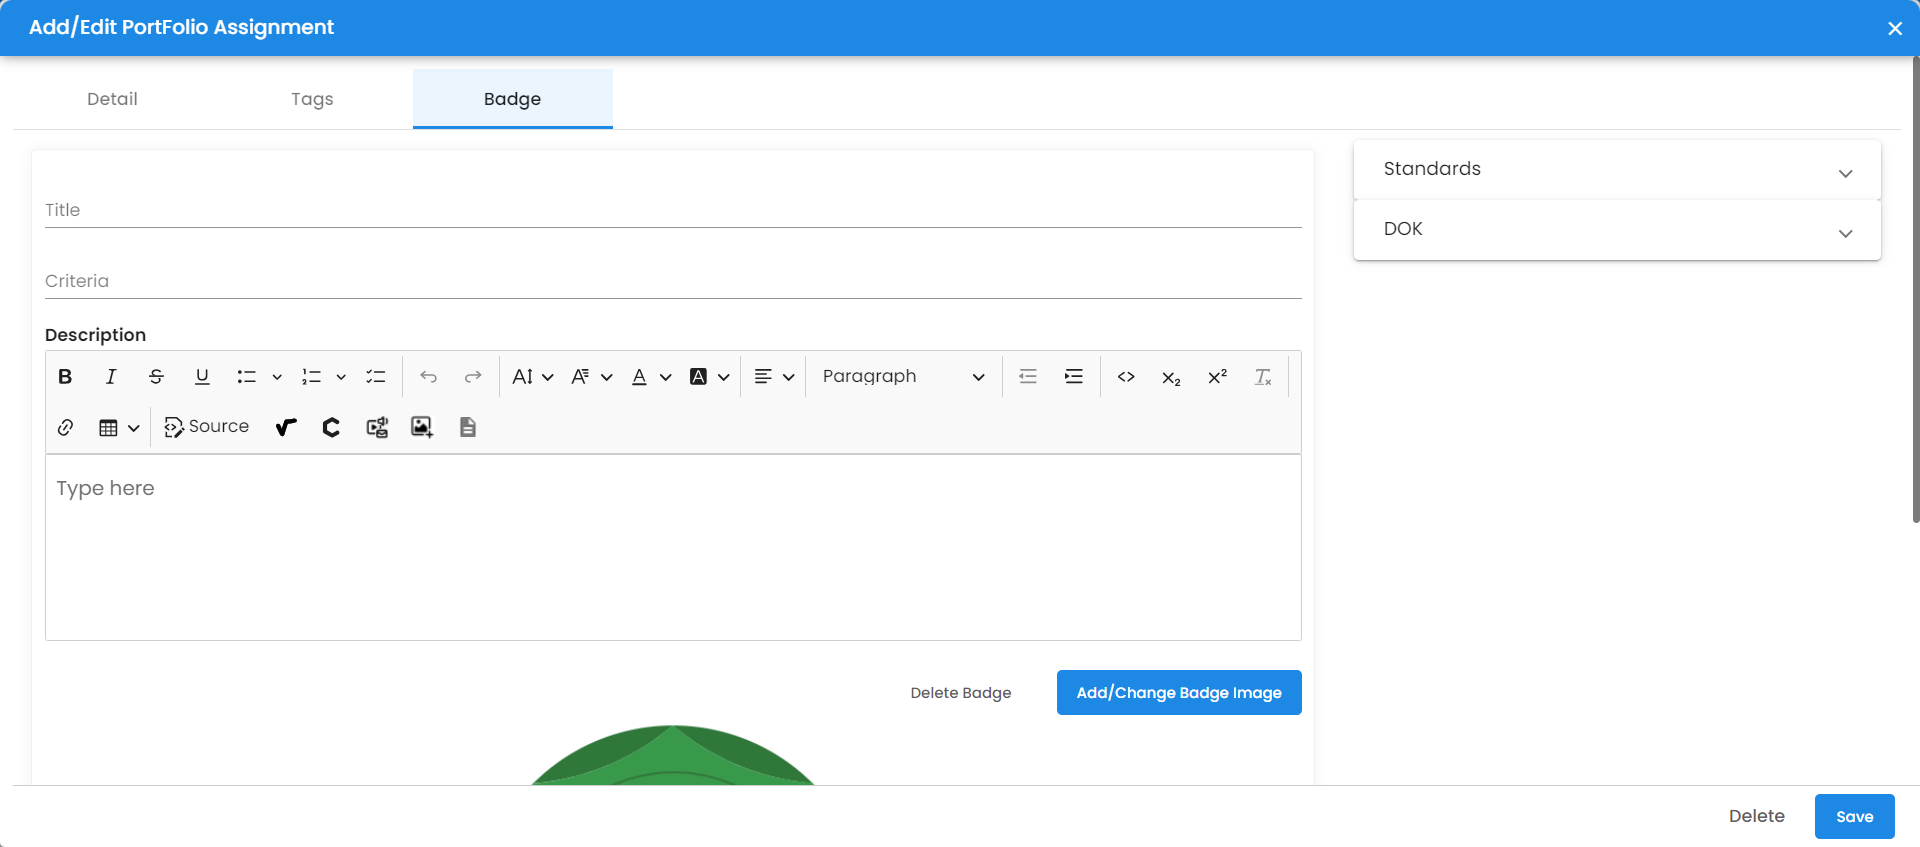 Add/Edit PortFolio Assignment
Detail Tags Badge
Standards
DOK
Title
Criteria
Description
Paragraph
Source
Type here
Delete Badge Add/Change Badge Image
Delete Save